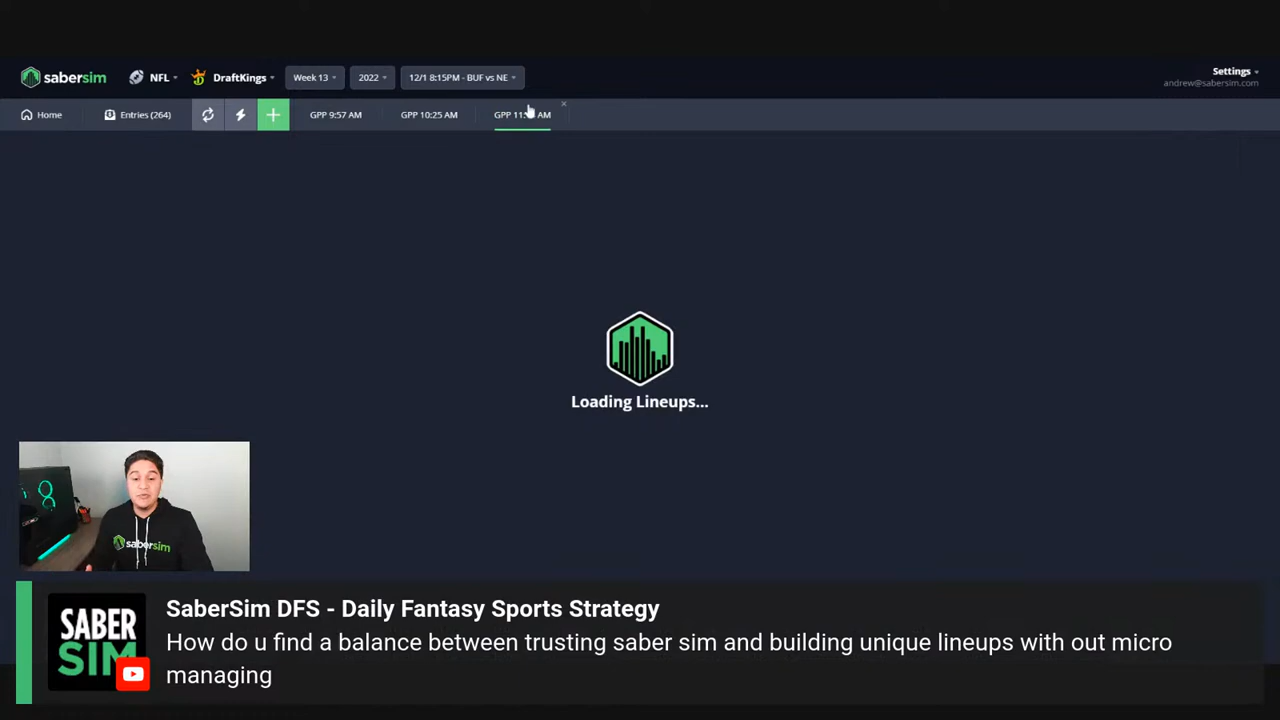 sabersim NFL DraftKings Week 13 2022 12/1 8:15PM - BUF vs NE Settings
andrew@sabersim.com
Home Entries (264) GPP 9:57 AM GPP 10:25 AM GPP AM
Loading Lineups...
sabersim
SABER
SIM
SaberSim DFS - Daily Fantasy Sports Strategy
How do u find a balance between trusting saber sim and building unique lineups with out micro
managing